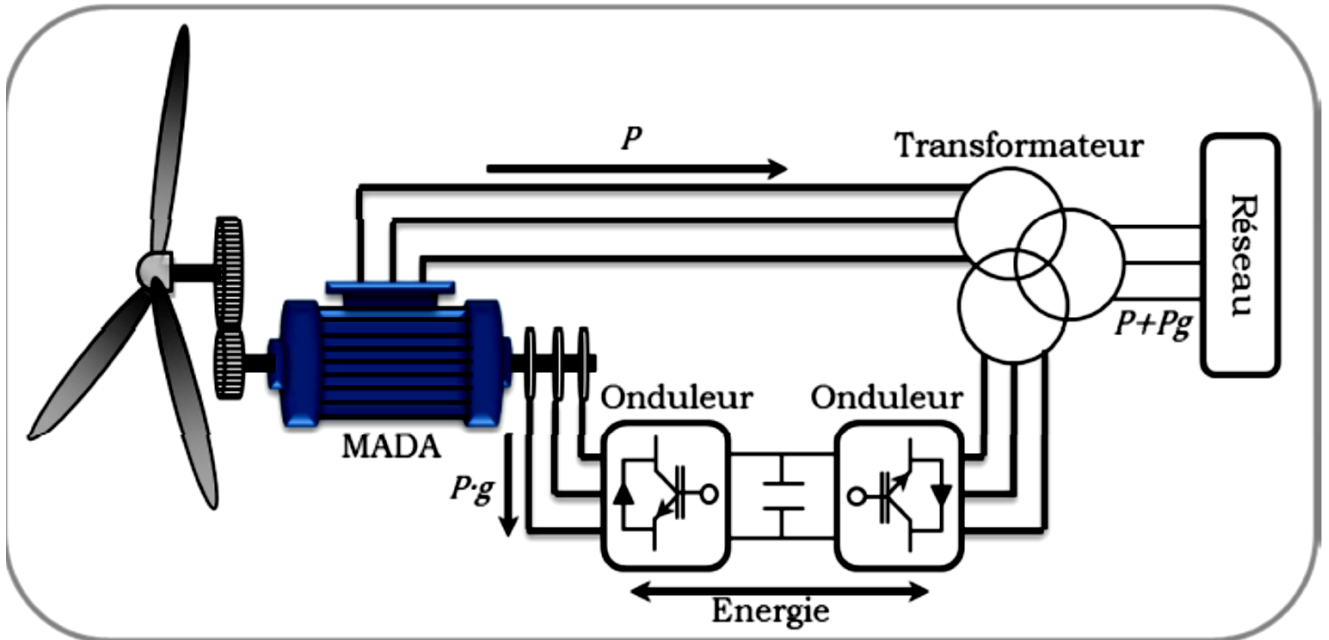 P
Transformateur
Réseau
P+Pg
Onduleur
Onduleur
MADA
P·g
Energie